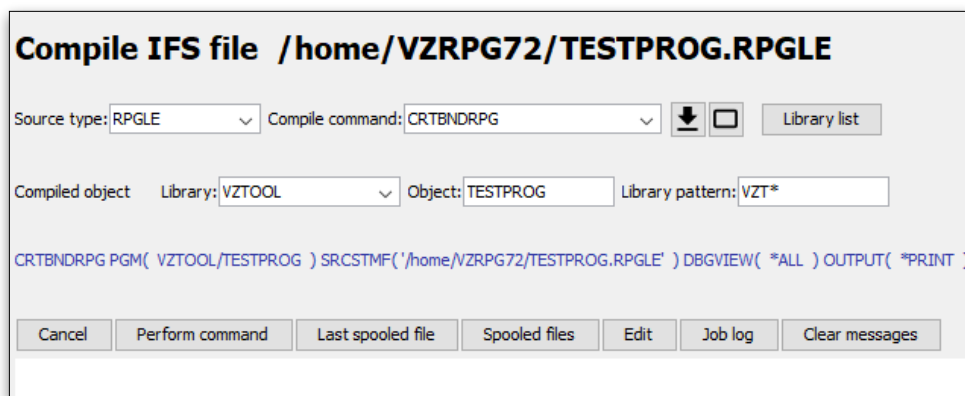 Compile IFS file /home/VZRPG72/TESTPROG.RPGLE
Source type: RPGLE Compile command: CRTBNDRPG Library list
Compiled object Library: VZTOOL Object: TESTPROG Library pattern: VZT*
CRTBNDRPG PGM( VZTOOL/TESTPROG ) SRCSTMF('/home/VZRPG72/TESTPROG.RPGLE' ) DBGVIEW( *ALL ) OUTPUT( *PRINT )
Cancel Perform command Last spooled file Spooled files Edit Job log Clear messages